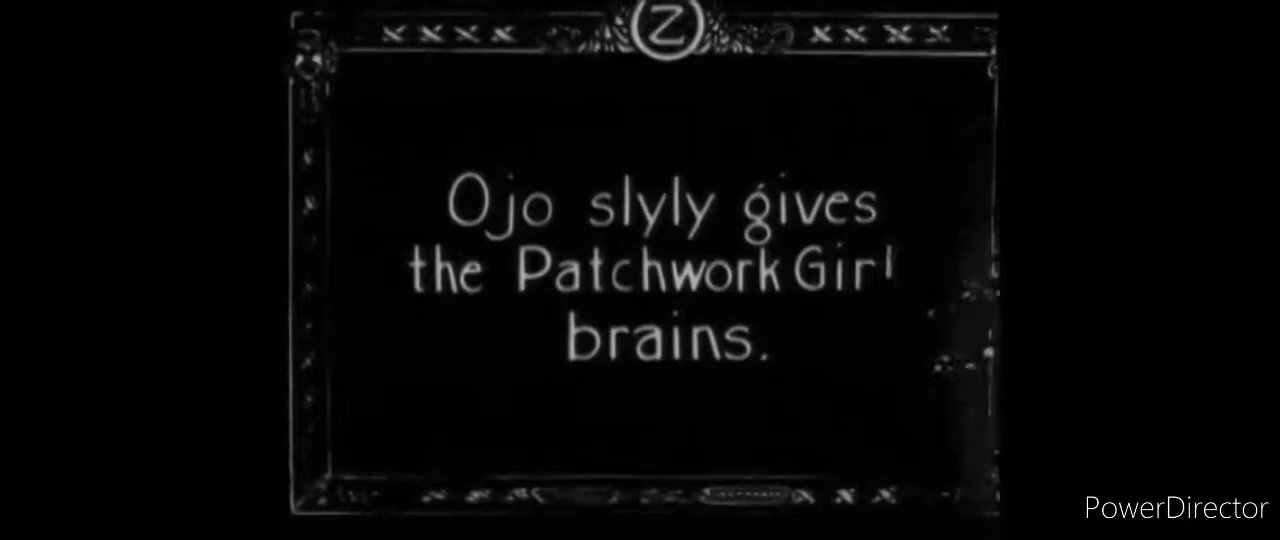 Z
Ojo slyly gives
the Patchwork Girl
brains.
PowerDirector